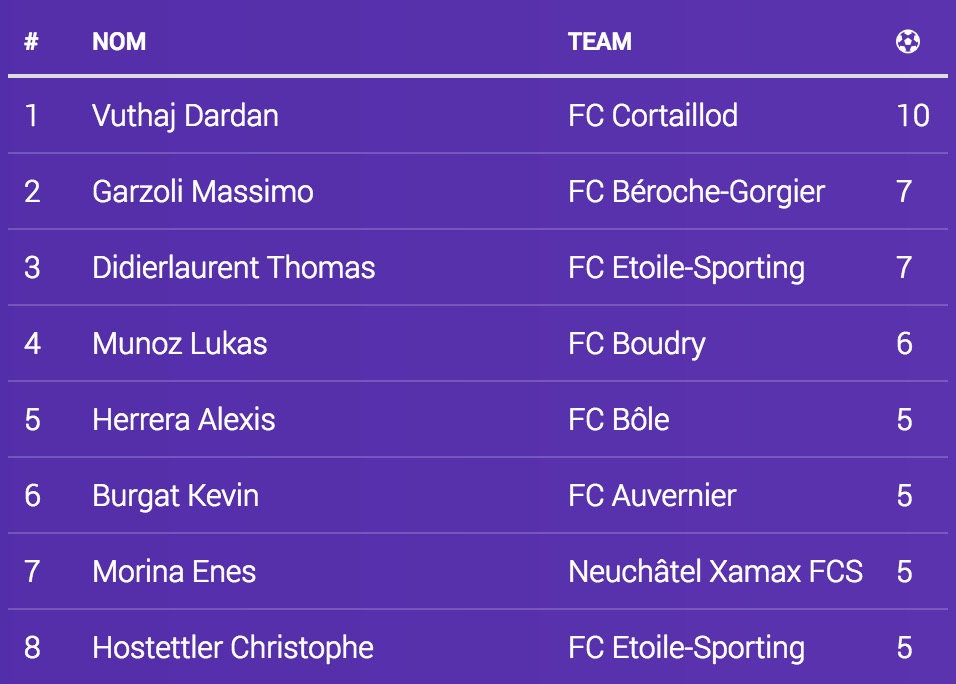 # NOM TEAM
1 Vuthaj Dardan FC Cortaillod 10
2 Garzoli Massimo FC Béroche-Gorgier 7
3 Didierlaurent Thomas FC Etoile-Sporting 7
4 Munoz Lukas FC Boudry 6
5 Herrera Alexis FC Bôle 5
6 Burgat Kevin FC Auvernier 5
7 Morina Enes Neuchâtel Xamax FCS 5
8 Hostettler Christophe FC Etoile-Sporting 5